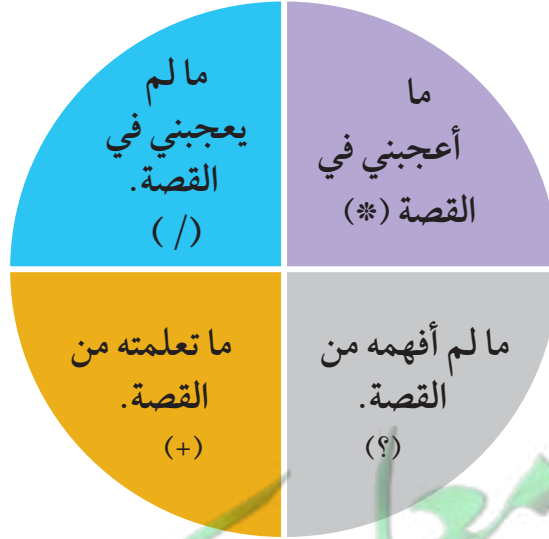 ما
أعجبني في
القصة (*)
ما لم
يعجبني في
القصة.
(/)
ما لم أفهمه من
القصة.
(؟)
ما تعلمته من
القصة.
(+)